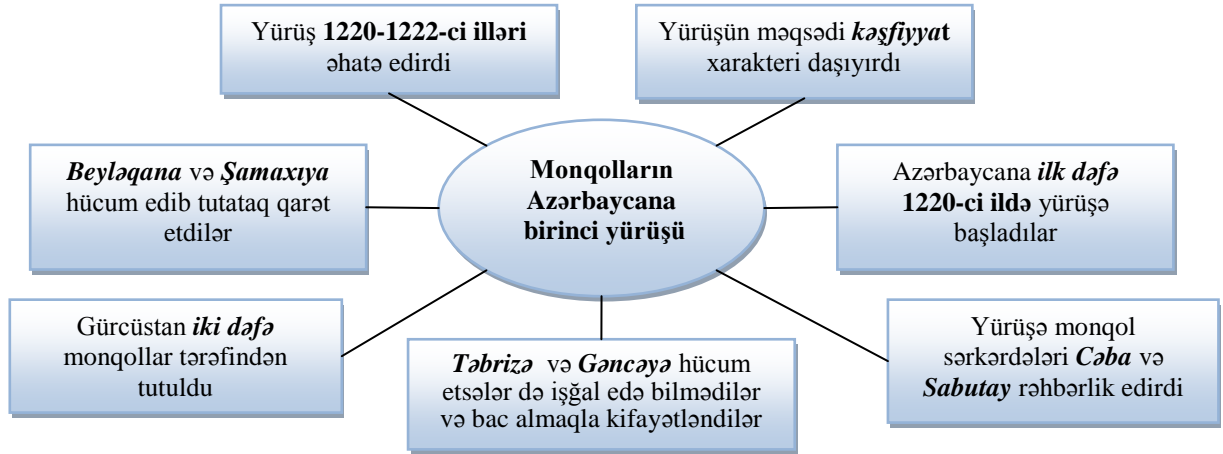 Yürüş 1220-1222-ci illəri
əhatə edirdi
Yürüşün məqsədi kəşfiyyat
xarakteri daşıyırdı
Beyləqana və Şamaxıya
hücum edib tutataq qarət
etdilər
Monqolların
Azərbaycana
birinci yürüşü
Azərbaycana ilk dəfə
1220-ci ildə yürüşə
başladılar
Gürcüstan iki dəfə
monqollar tərəfindən
tutuldu
Təbrizə və Gəncəyə hücum
etsələr də işğal edə bilmədilər
və bac almaqla kifayətləndilər
Yürüşə monqol
sərkərdələri Cəba və
Sabutay rəhbərlik edirdi